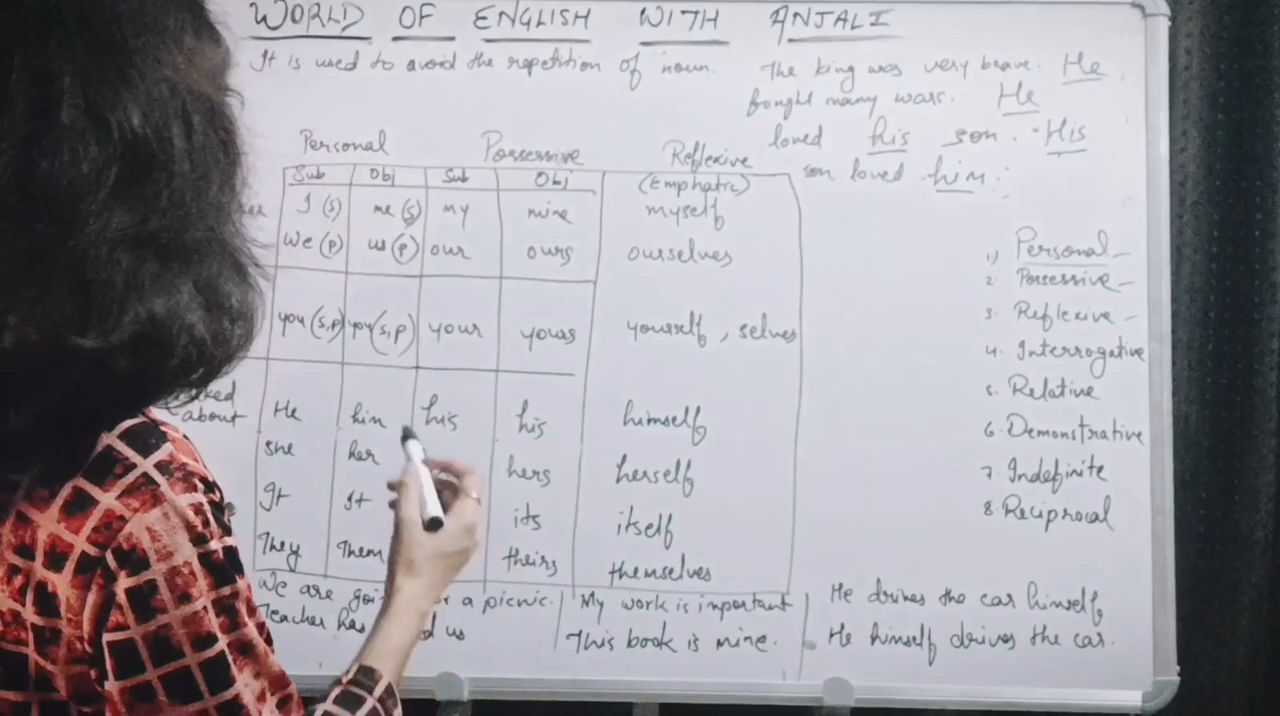 WORLD OF ENGLISH WITH ANJALI
It is used to avoid the repetition of noun.
The king was very brave. He
fought many wars. He
loved his son. His
son loved him.
Personal Possessive Reflexive
Sub Obj Sub Obj (Emphatic)
I (s) me (s) my mine myself
We (p) us (p) our ours ourselves
you (s,p) you (s,p) your yours yourself, selves
about He him his his himself
she her hers herself
It It its itself
They Them theirs themselves
1) Personal –
2. Possessive –
3. Reflexive –
4. Interrogative
5. Relative
6. Demonstrative
7. Indefinite
8. Reciprocal
We are a picnic.
Teacher has us
My work is important
This book is mine.
He drives the car himself
He himself drives the car.